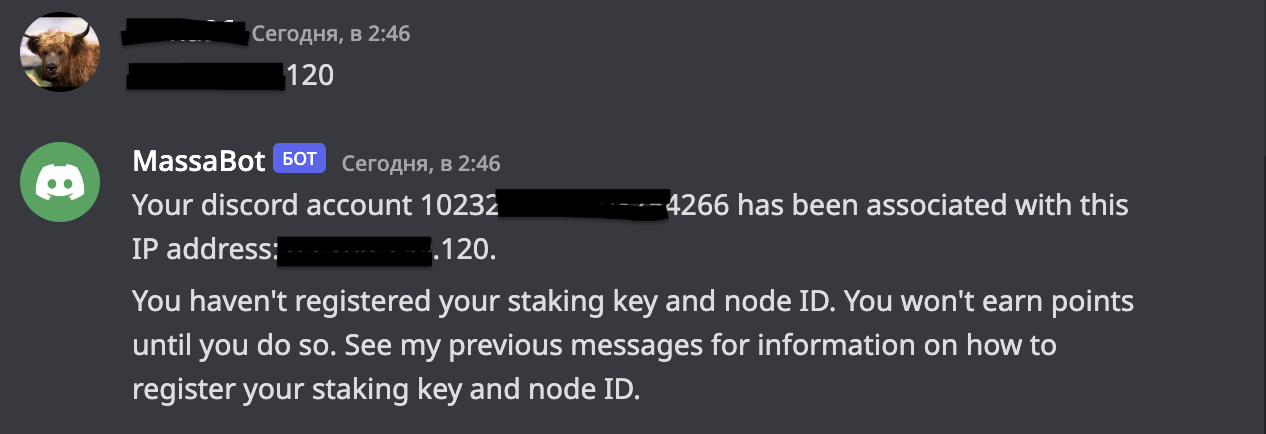 Сегодня, в 2:46
120
MassaBot БОТ Сегодня, в 2:46
Your discord account 10232 4266 has been associated with this
IP address: .120.
You haven't registered your staking key and node ID. You won't earn points
until you do so. See my previous messages for information on how to
register your staking key and node ID.